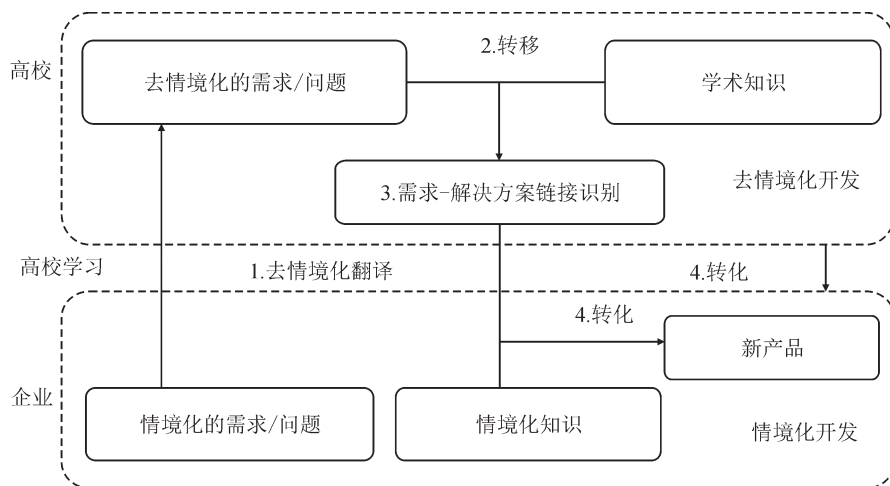 2.转移
高校
去情境化的需求/问题
学术知识
3.需求-解决方案链接识别
去情境化开发
高校学习
1.去情境化翻译
4.转化
4.转化
新产品
企业
情境化的需求/问题
情境化知识
情境化开发